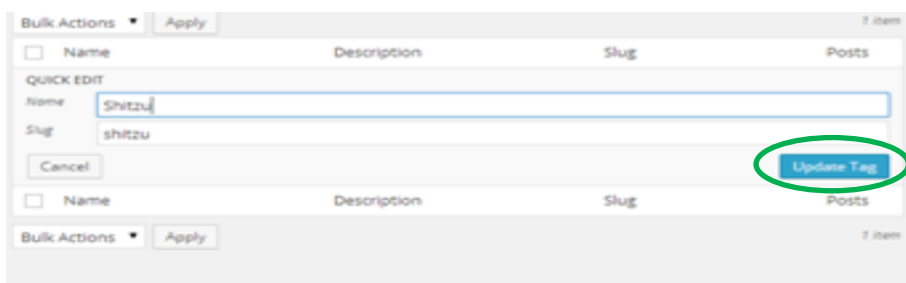 Bulk Actions Apply 1 item
Name Description Slug Posts
QUICK EDIT
Name Shitzu
Slug shitzu
Cancel Update Tag
Name Description Slug Posts
Bulk Actions Apply 1 item